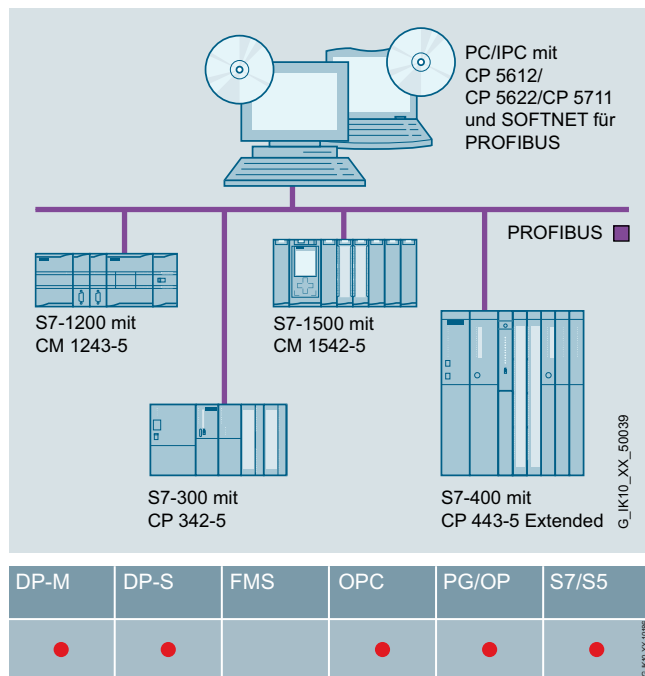 PC/IPC mit
CP 5612/
CP 5622/CP 5711
und SOFTNET für
PROFIBUS
PROFIBUS
S7-1200 mit
CM 1243-5
S7-1500 mit
CM 1542-5
S7-300 mit
CP 342-5
S7-400 mit
CP 443-5 Extended
G_IK10_XX_50039
DP-M DP-S FMS OPC PG/OP S7/S5